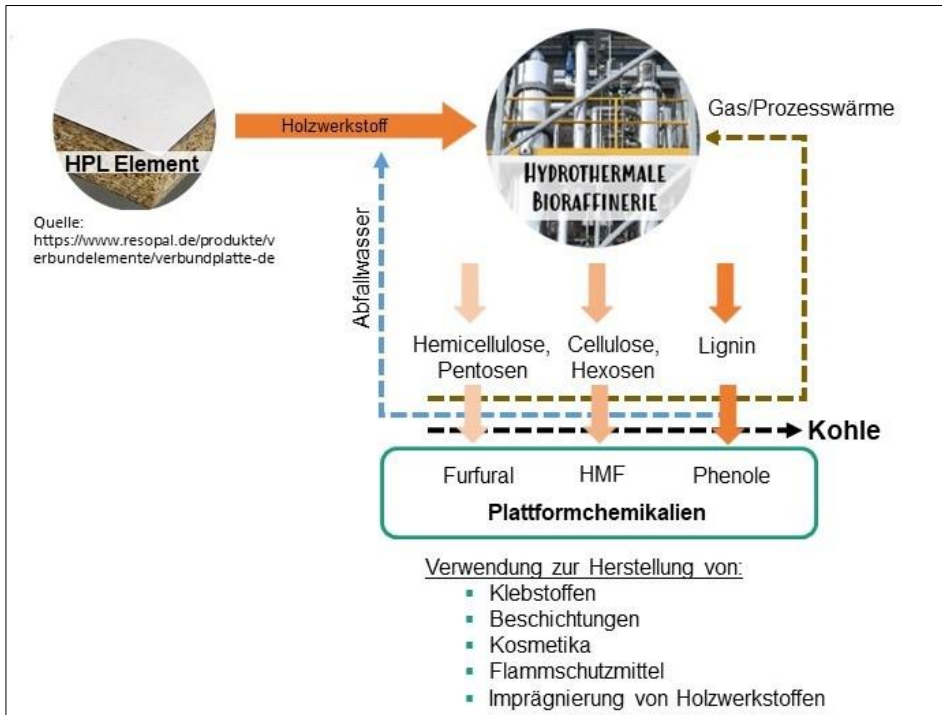 HPL Element
Quelle:
https://www.resopal.de/produkte/v
erbundelemente/verbundplatte-de
Holzwerkstoff
HYDROTHERMALE
BIORAFFINERIE
Gas/Prozesswärme
Abfallwasser
Hemicellulose,
Pentosen
Cellulose,
Hexosen
Lignin
Kohle
Furfural
HMF
Phenole
Plattformchemikalien
Verwendung zur Herstellung von:
▪ Klebstoffen
▪ Beschichtungen
▪ Kosmetika
▪ Flammschutzmittel
▪ Imprägnierung von Holzwerkstoffen